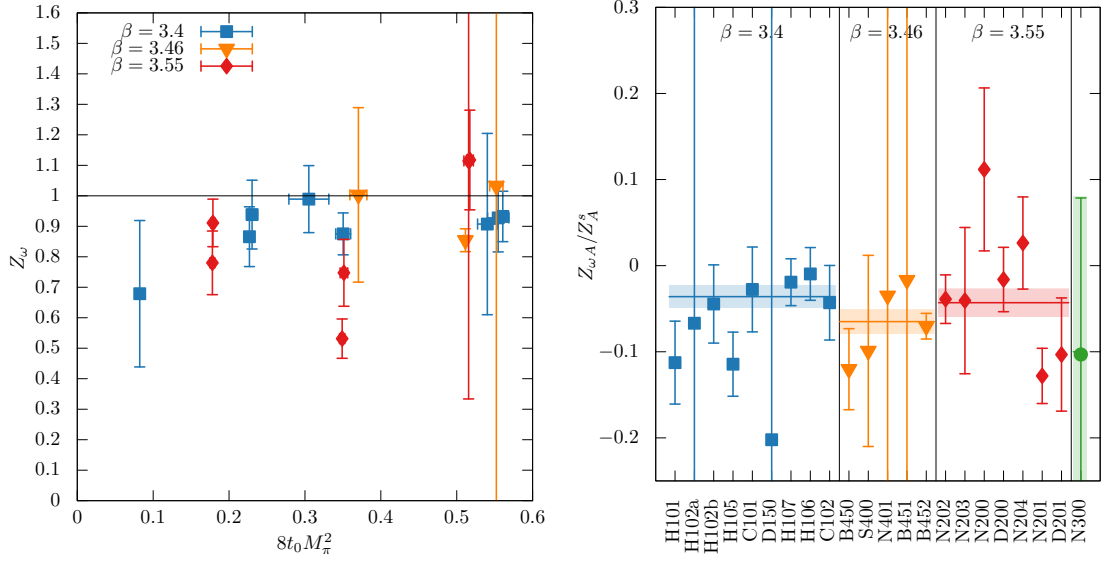 β = 3.4
β = 3.46
β = 3.55
1.6
1.5
1.4
1.3
1.2
1.1
1
0.9
0.8
0.7
0.6
0.5
0.4
0.3
0.2
0.1
0
Z_ω
0 0.1 0.2 0.3 0.4 0.5 0.6
8t_0M_π^2
β = 3.4 β = 3.46 β = 3.55
0.3
0.2
0.1
0
−0.1
−0.2
Z_{ωA}/Z_A^s
H101
H102a
H102b
H105
C101
D150
H107
H106
C102
B450
S400
N401
B451
B452
N202
N203
N200
D200
N204
N201
D201
N300